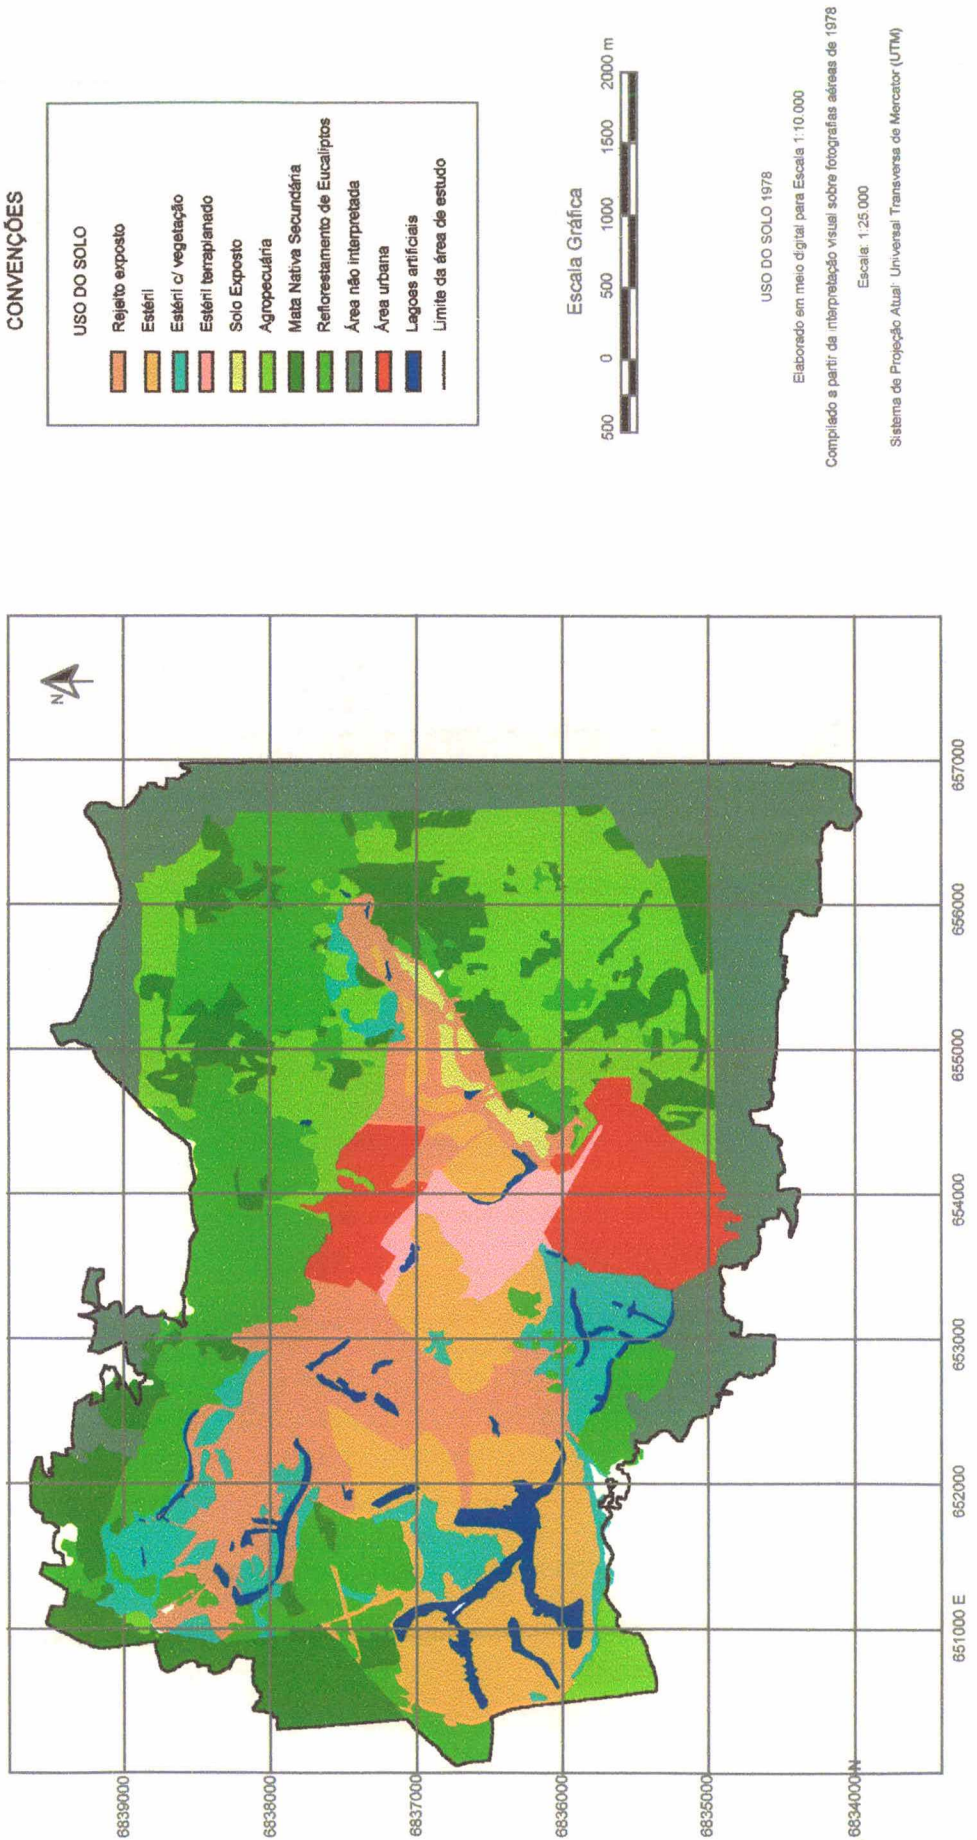 CONVENÇÕES
USO DO SOLO
Rejeito exposto
Estéril
Estéril c/ vegetação
Estéril terraplanado
Solo Exposto
Agropecuária
Mata Nativa Secundária
Reflorestamento de Eucaliptos
Área não interpretada
Área urbana
Lagoas artificiais
Limite da área de estudo
Escala Gráfica
500 0 500 1000 1500 2000 m
USO DO SOLO 1978
Elaborado em meio digital para Escala 1:10.000
Compilado a partir da interpretação visual sobre fotografias aéreas de 1978
Escala: 1:25.000
Sistema de Projeção Atual: Universal Transversa de Mercator (UTM)
N
6839000
6838000
6837000
6836000
6835000
6834000N
651000 E 652000 653000 654000 655000 656000 657000